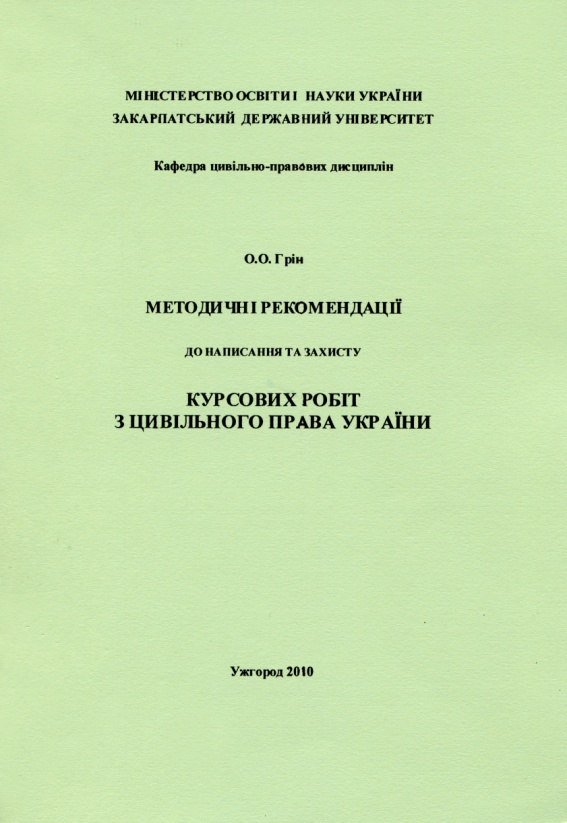 МІНІСТЕРСТВО ОСВІТИ І НАУКИ УКРАЇНИ
ЗАКАРПАТСЬКИЙ ДЕРЖАВНИЙ УНІВЕРСИТЕТ
Кафедра цивільно-правових дисциплін
О.О. Грін
МЕТОДИЧНІ РЕКОМЕНДАЦІЇ
ДО НАПИСАННЯ ТА ЗАХИСТУ
КУРСОВИХ РОБІТ
З ЦИВІЛЬНОГО ПРАВА УКРАЇНИ
Ужгород 2010